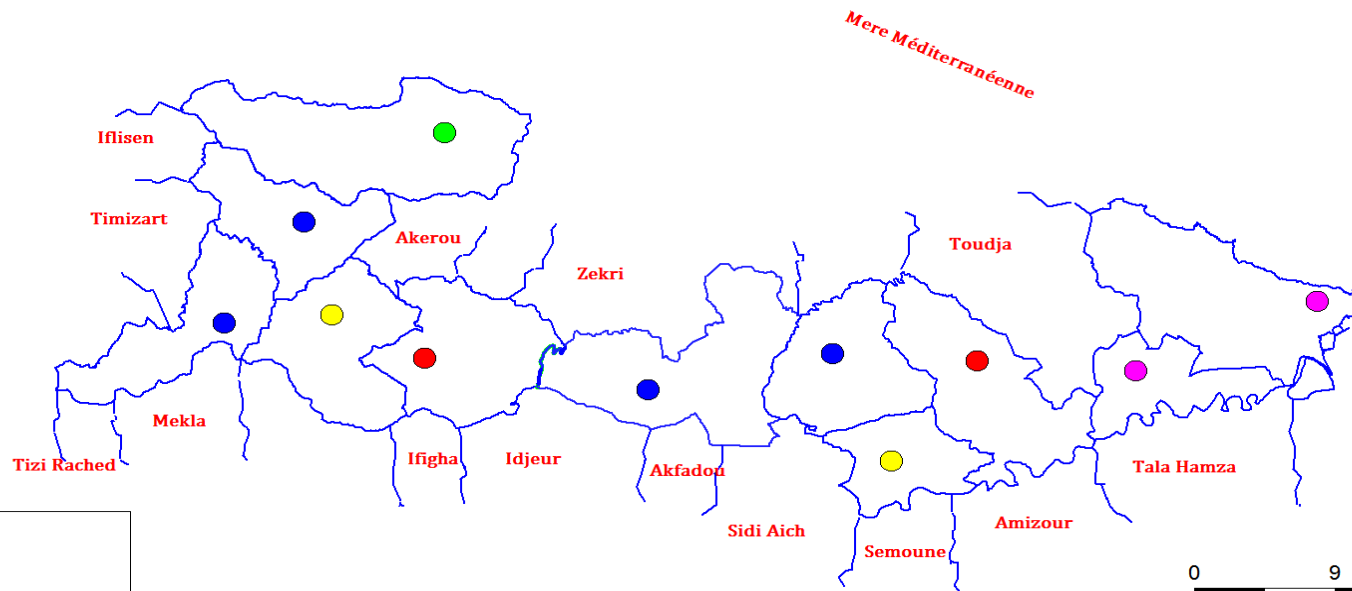 Mere Méditerranéenne
Iflisen
Timizart
Akerou
Toudja
Zekri
Mekla
Tizi Rached
Ifigha
Idjeur
Akfadou
Tala Hamza
Sidi Aich
Amizour
Semoune
0 9